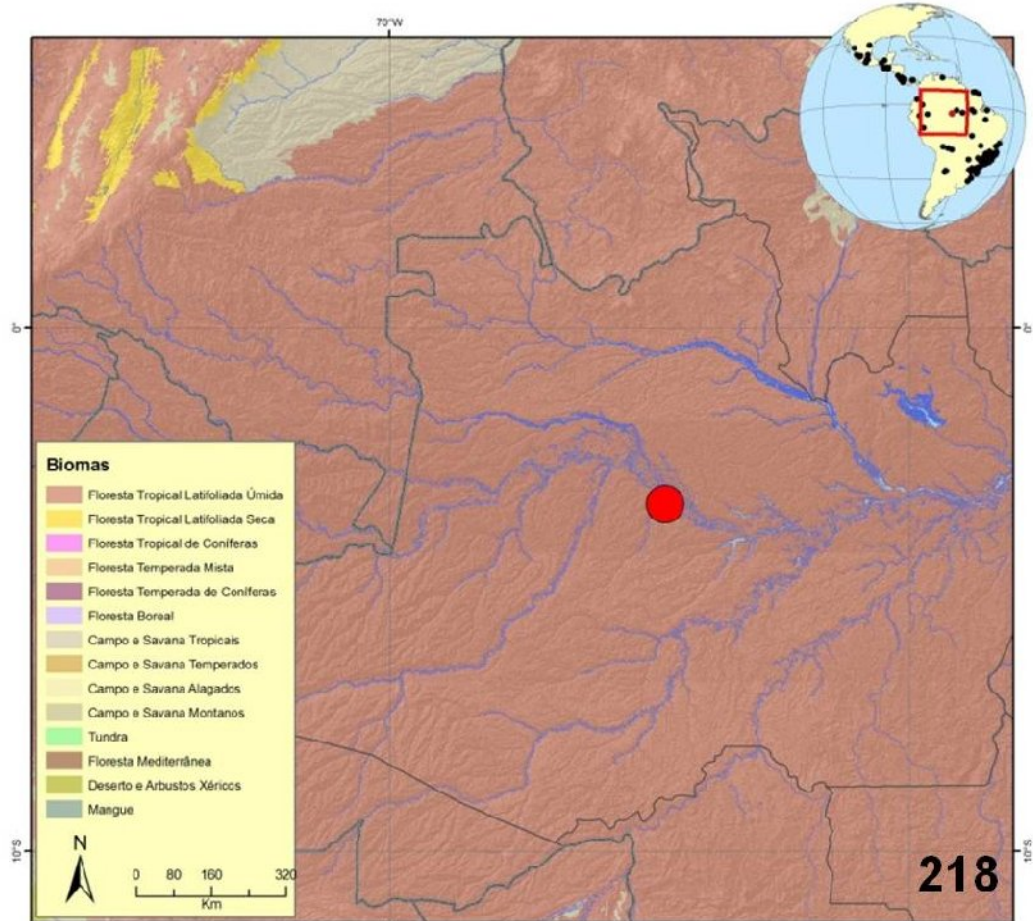 70°W
0°
0°
Biomas
Floresta Tropical Latifoliada Úmida
Floresta Tropical Latifoliada Seca
Floresta Tropical de Coníferas
Floresta Temperada Mista
Floresta Temperada de Coníferas
Floresta Boreal
Campo e Savana Tropicais
Campo e Savana Temperados
Campo e Savana Alagados
Campo e Savana Montanos
Tundra
Floresta Mediterrânea
Deserto e Arbustos Xéricos
Mangue
N
0 80 160 320
Km
10°S
10°S
218